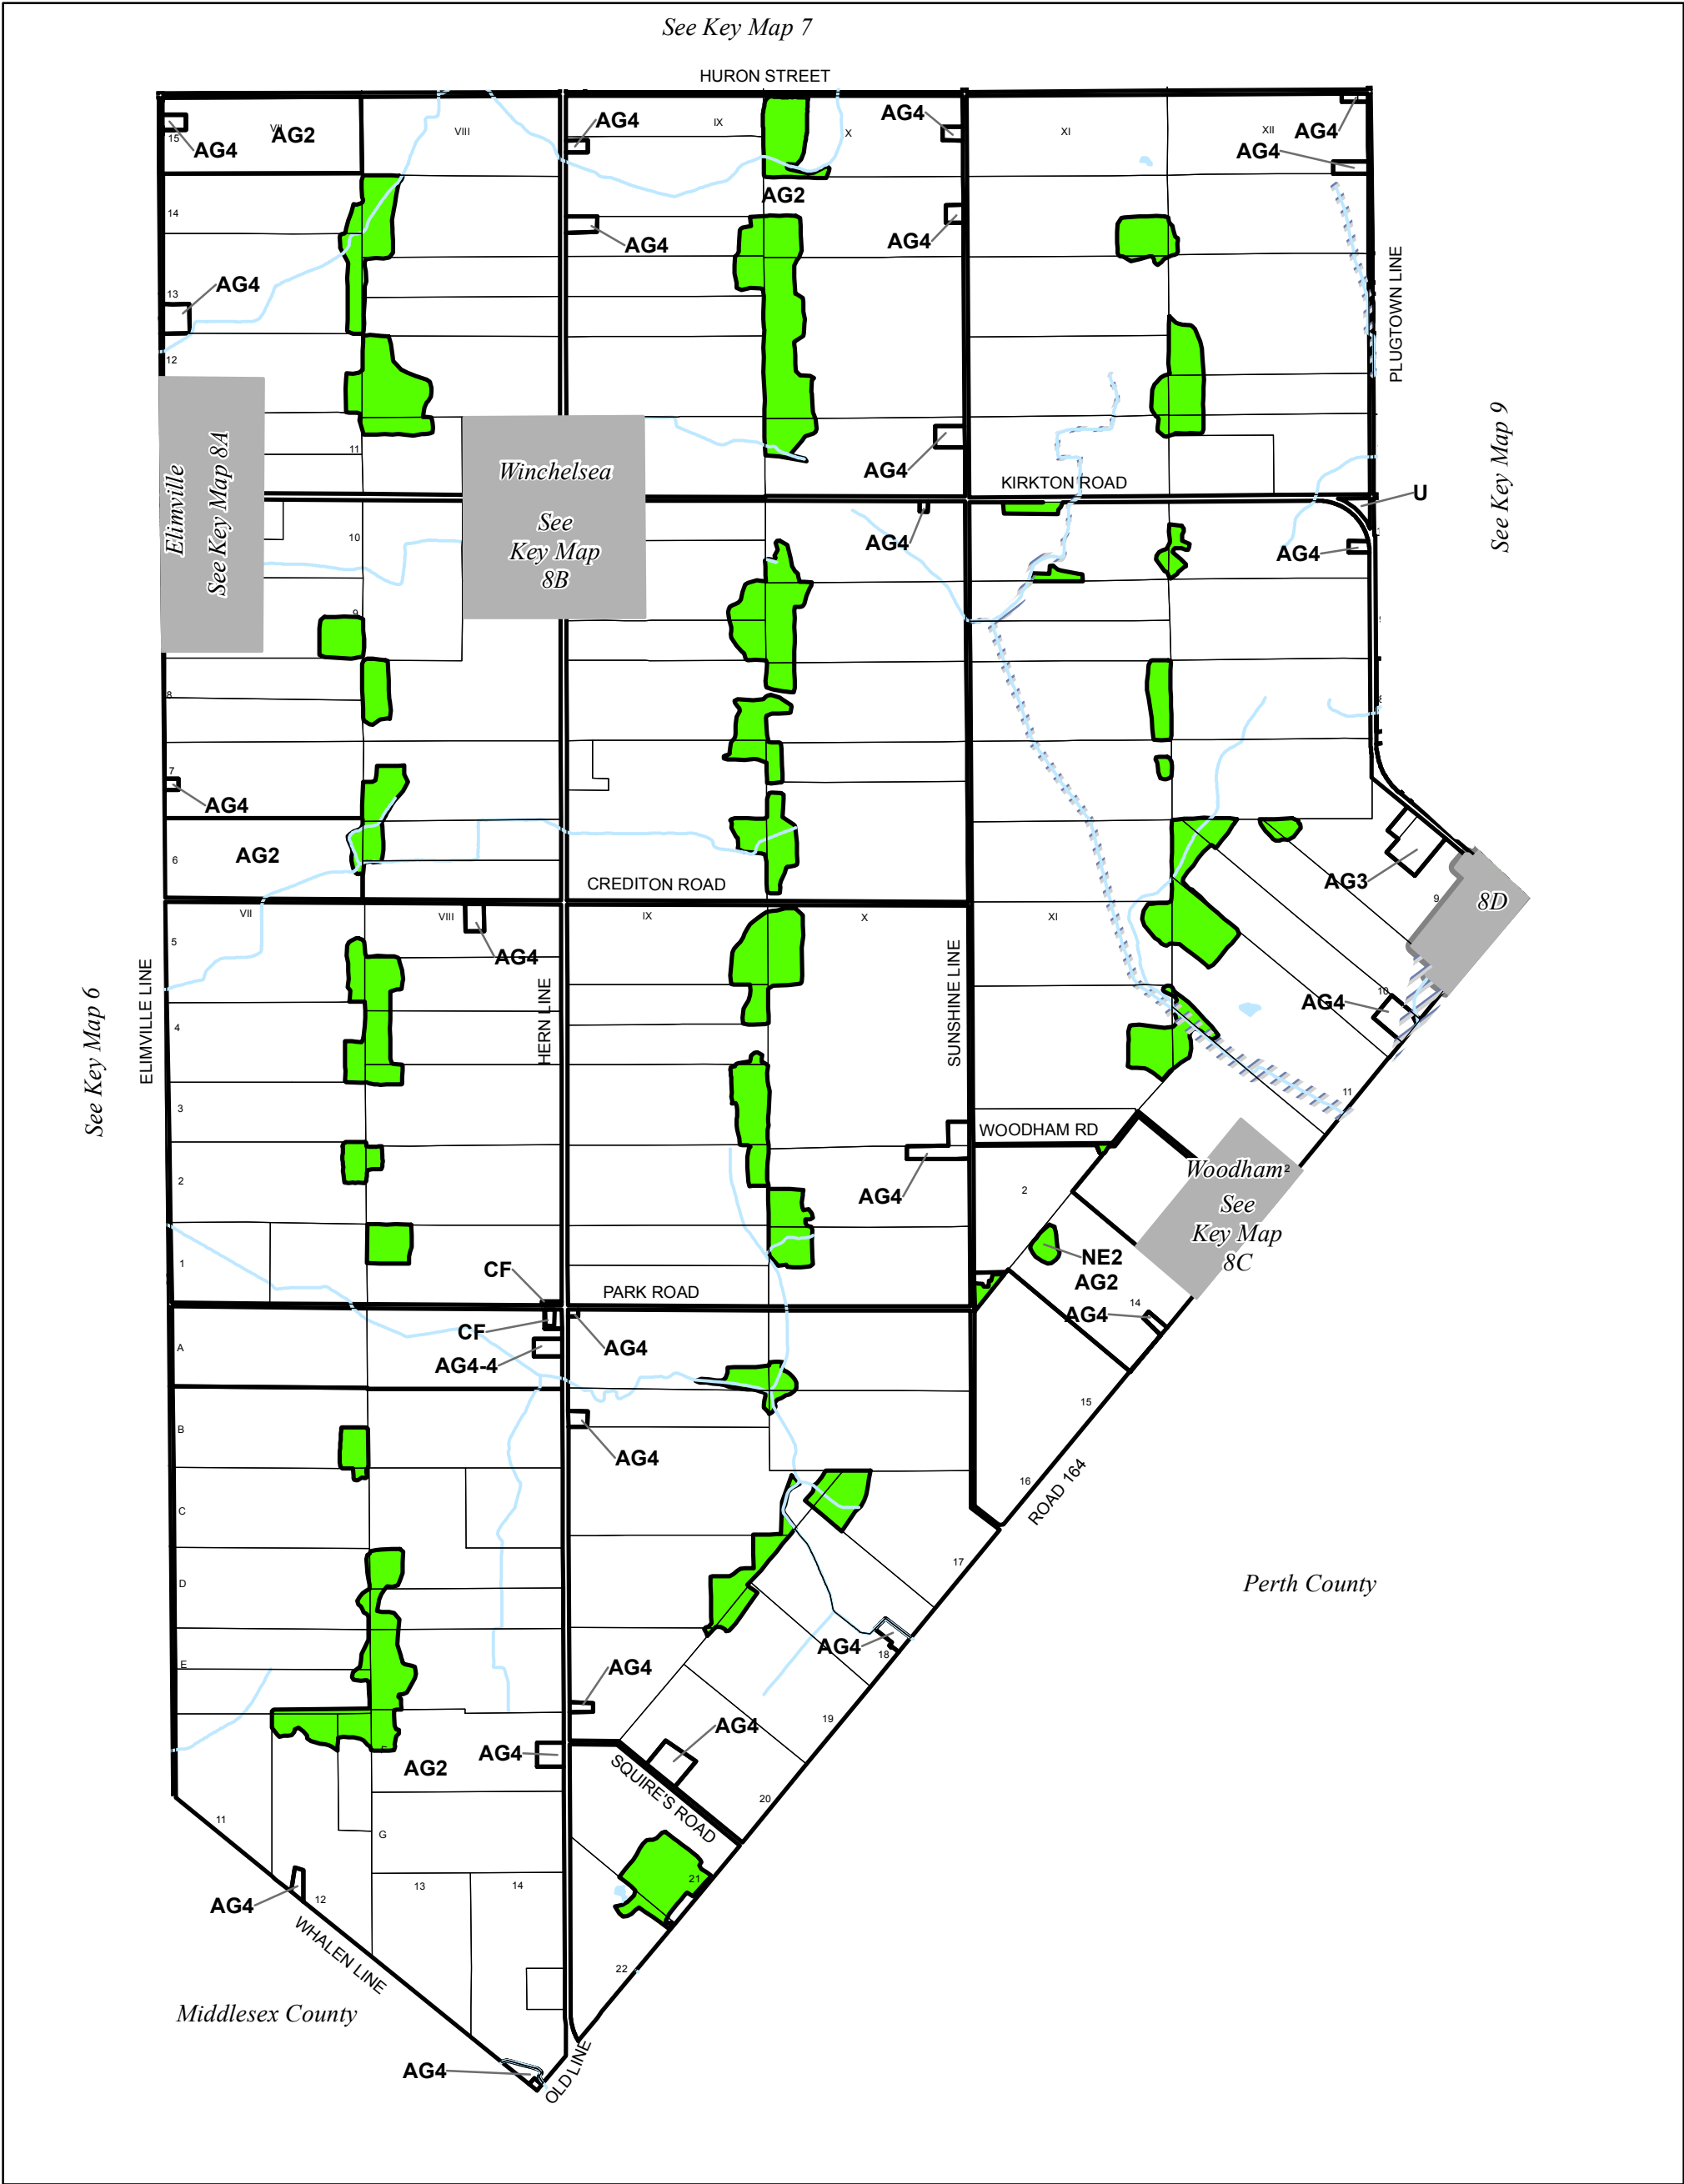 See Key Map 7
HURON STREET
AG4
AG4
VIII
IX
X
XI
XII
AG4
15
AG4
AG2
AG4
AG2
14
AG4
AG4
13
AG4
PLUGTOWN LINE
12
Elimville
See Key Map 8A
Winchelsea
See
Key Map
8B
11
AG4
KIRKTON ROAD
U
See Key Map 9
10
AG4
AG4
9
8
7
AG4
6
AG2
CREDITON ROAD
AG3
9
8D
VII
VIII
IX
X
XI
5
AG4
See Key Map 6
ELIMVILLE LINE
HERN LINE
SUNSHINE LINE
10
AG4
4
3
11
WOODHAM RD
2
AG4
2
Woodham
See
Key Map
8C
NE2
AG2
1
CF
PARK ROAD
14
AG4
CF
AG4
A
AG4-4
15
B
AG4
16
ROAD 164
C
17
D
Perth County
AG4
18
E
AG4
19
AG4
AG4
AG2
SQUIRE'S ROAD
20
11
G
21
13
14
12
AG4
WHALEN LINE
22
Middlesex County
AG4
OLD LINE